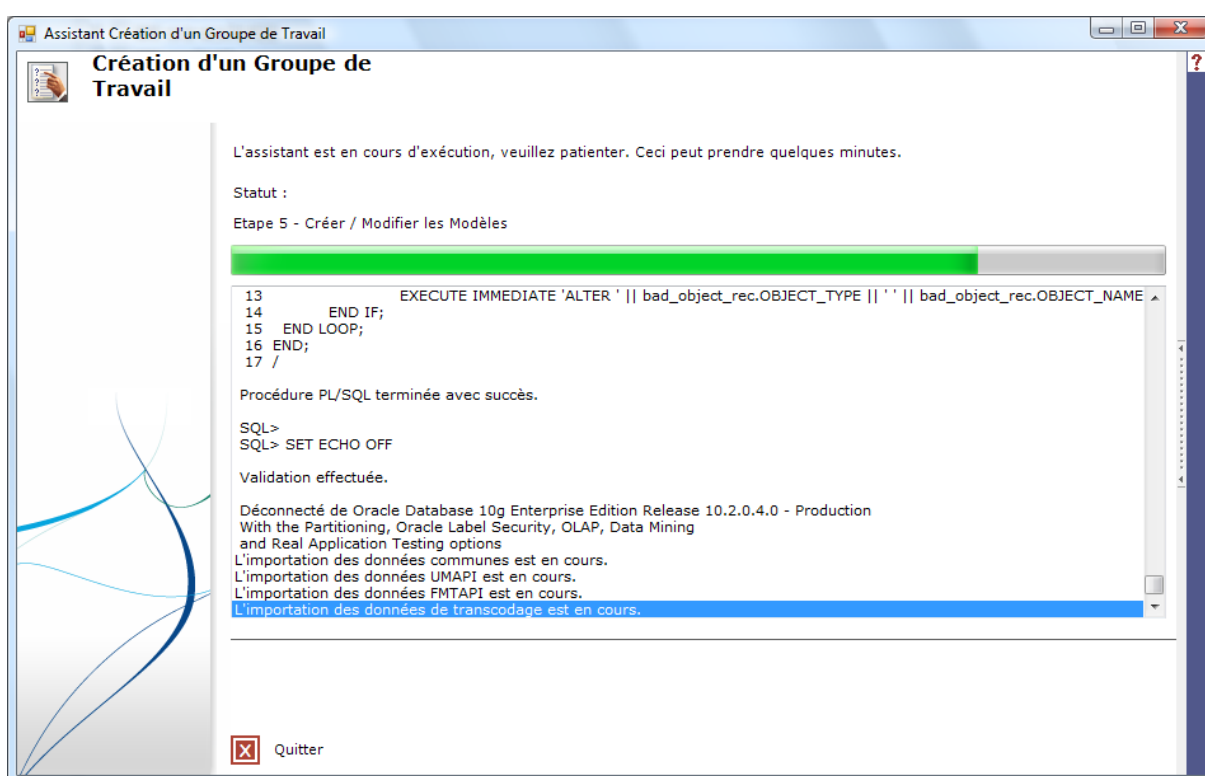 Assistant Création d'un Groupe de Travail
Création d'un Groupe de
Travail
?
L'assistant est en cours d'exécution, veuillez patienter. Ceci peut prendre quelques minutes.
Statut :
Etape 5 - Créer / Modifier les Modèles
13 EXECUTE IMMEDIATE 'ALTER ' || bad_object_rec.OBJECT_TYPE || ' ' || bad_object_rec.OBJECT_NAME
14 END IF;
15 END LOOP;
16 END;
17 /
Procédure PL/SQL terminée avec succès.
SQL>
SQL> SET ECHO OFF
Validation effectuée.
Déconnecté de Oracle Database 10g Enterprise Edition Release 10.2.0.4.0 - Production
With the Partitioning, Oracle Label Security, OLAP, Data Mining
and Real Application Testing options
L'importation des données communes est en cours.
L'importation des données UMAPI est en cours.
L'importation des données FMTAPI est en cours.
L'importation des données de transcodage est en cours.
Quitter